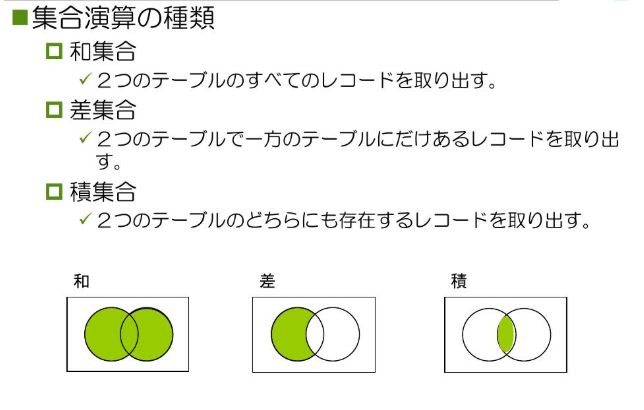 集合演算の種類
和集合
２つのテーブルのすべてのレコードを取り出す。
差集合
２つのテーブルで一方のテーブルにだけあるレコードを取り出
す。
積集合
２つのテーブルのどちらにも存在するレコードを取り出す。
和
差
積